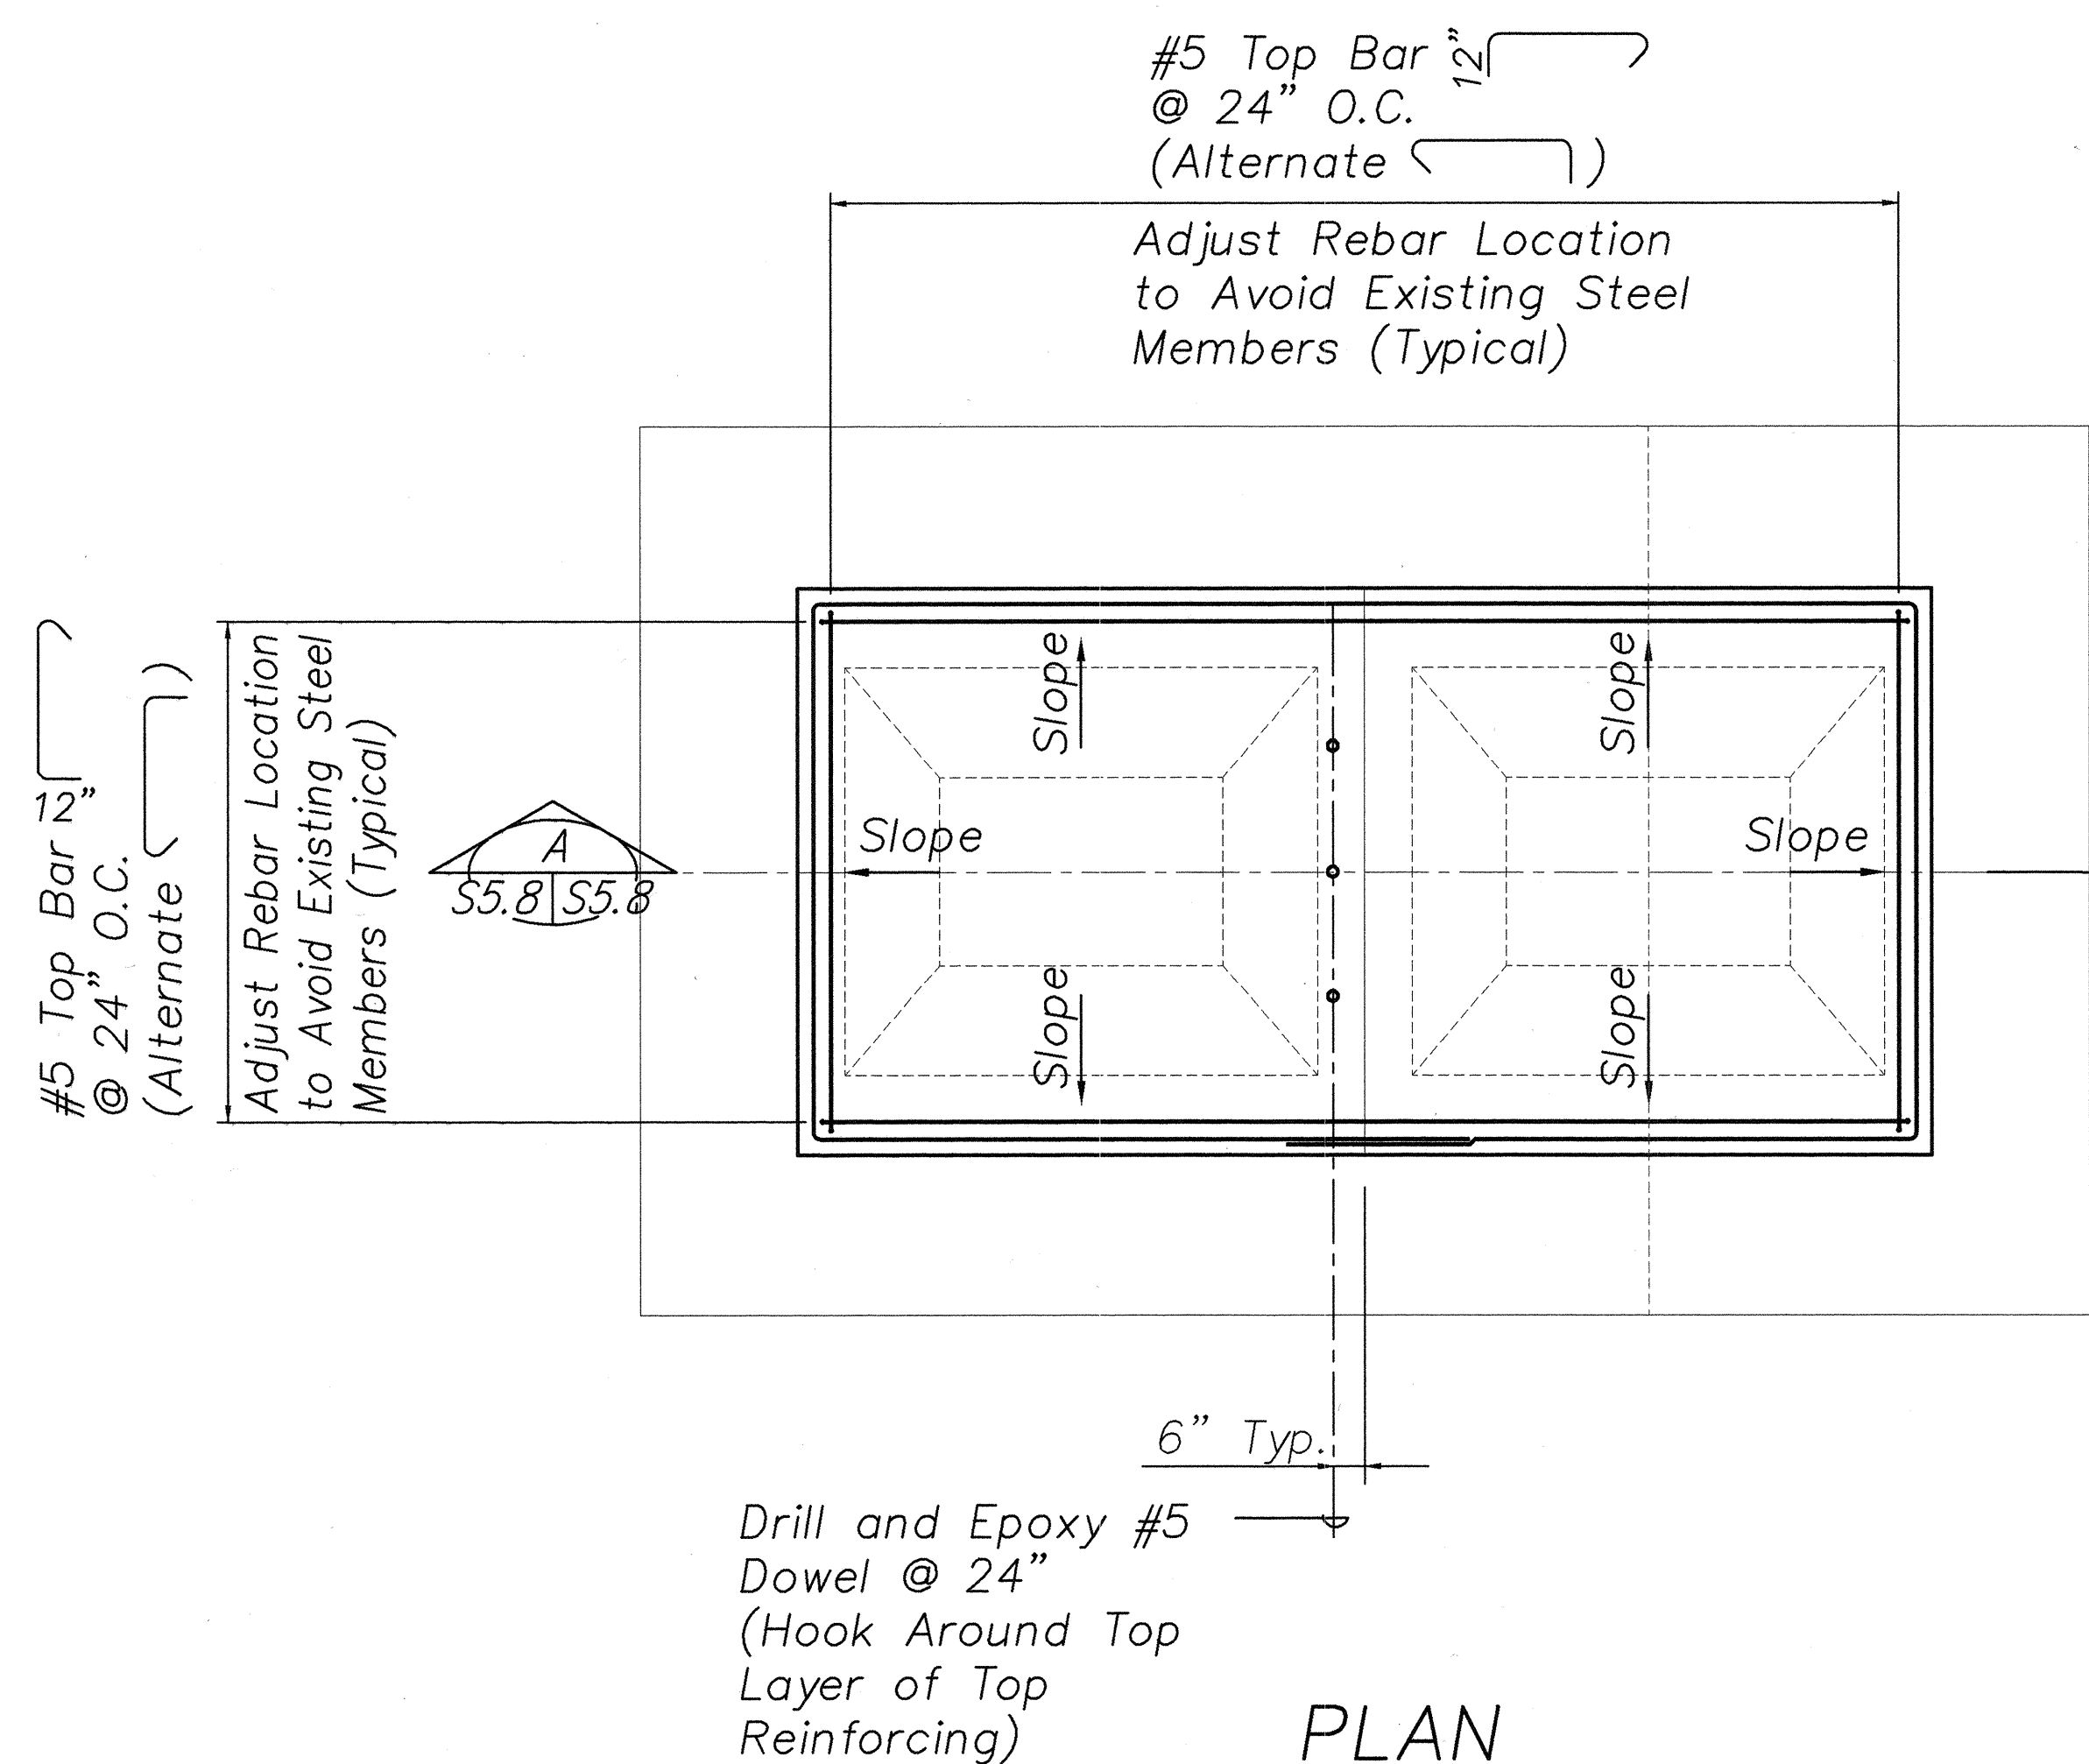 #5 Top Bar 12"
@ 24" O.C.
(Alternate )
Adjust Rebar Location
to Avoid Existing Steel
Members (Typical)
#5 Top Bar 12"
@ 24" O.C.
(Alternate )
Adjust Rebar Location
to Avoid Existing Steel
Members (Typical)
A
S5.8 S5.8
Slope
Slope
Slope
Slope
Slope
Slope
6" Typ.
Drill and Epoxy #5
Dowel @ 24"
(Hook Around Top
Layer of Top
Reinforcing)
PLAN